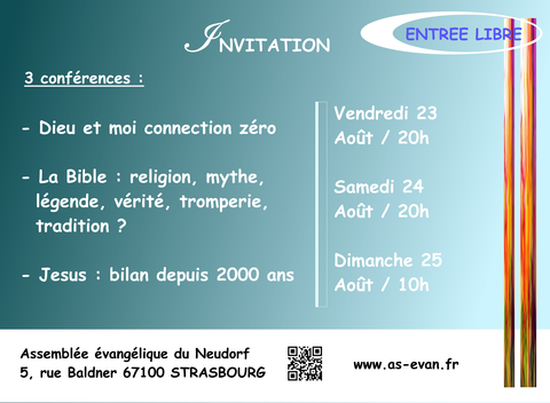 INVITATION
ENTREE LIBRE
3 conférences :
- Dieu et moi connection zéro
Vendredi 23
Août / 20h
- La Bible : religion, mythe,
légende, vérité, tromperie,
tradition ?
Samedi 24
Août / 20h
- Jesus : bilan depuis 2000 ans
Dimanche 25
Août / 10h
Assemblée évangélique du Neudorf
5, rue Baldner 67100 STRASBOURG
www.as-evan.fr